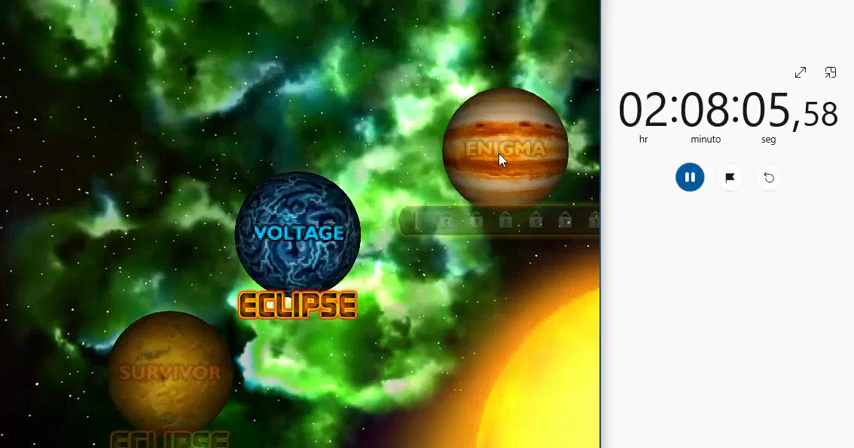 ENIGMA
VOLTAGE
ECLIPSE
SURVIVOR
ECLIPSE
02:08:05,58
hr minuto seg